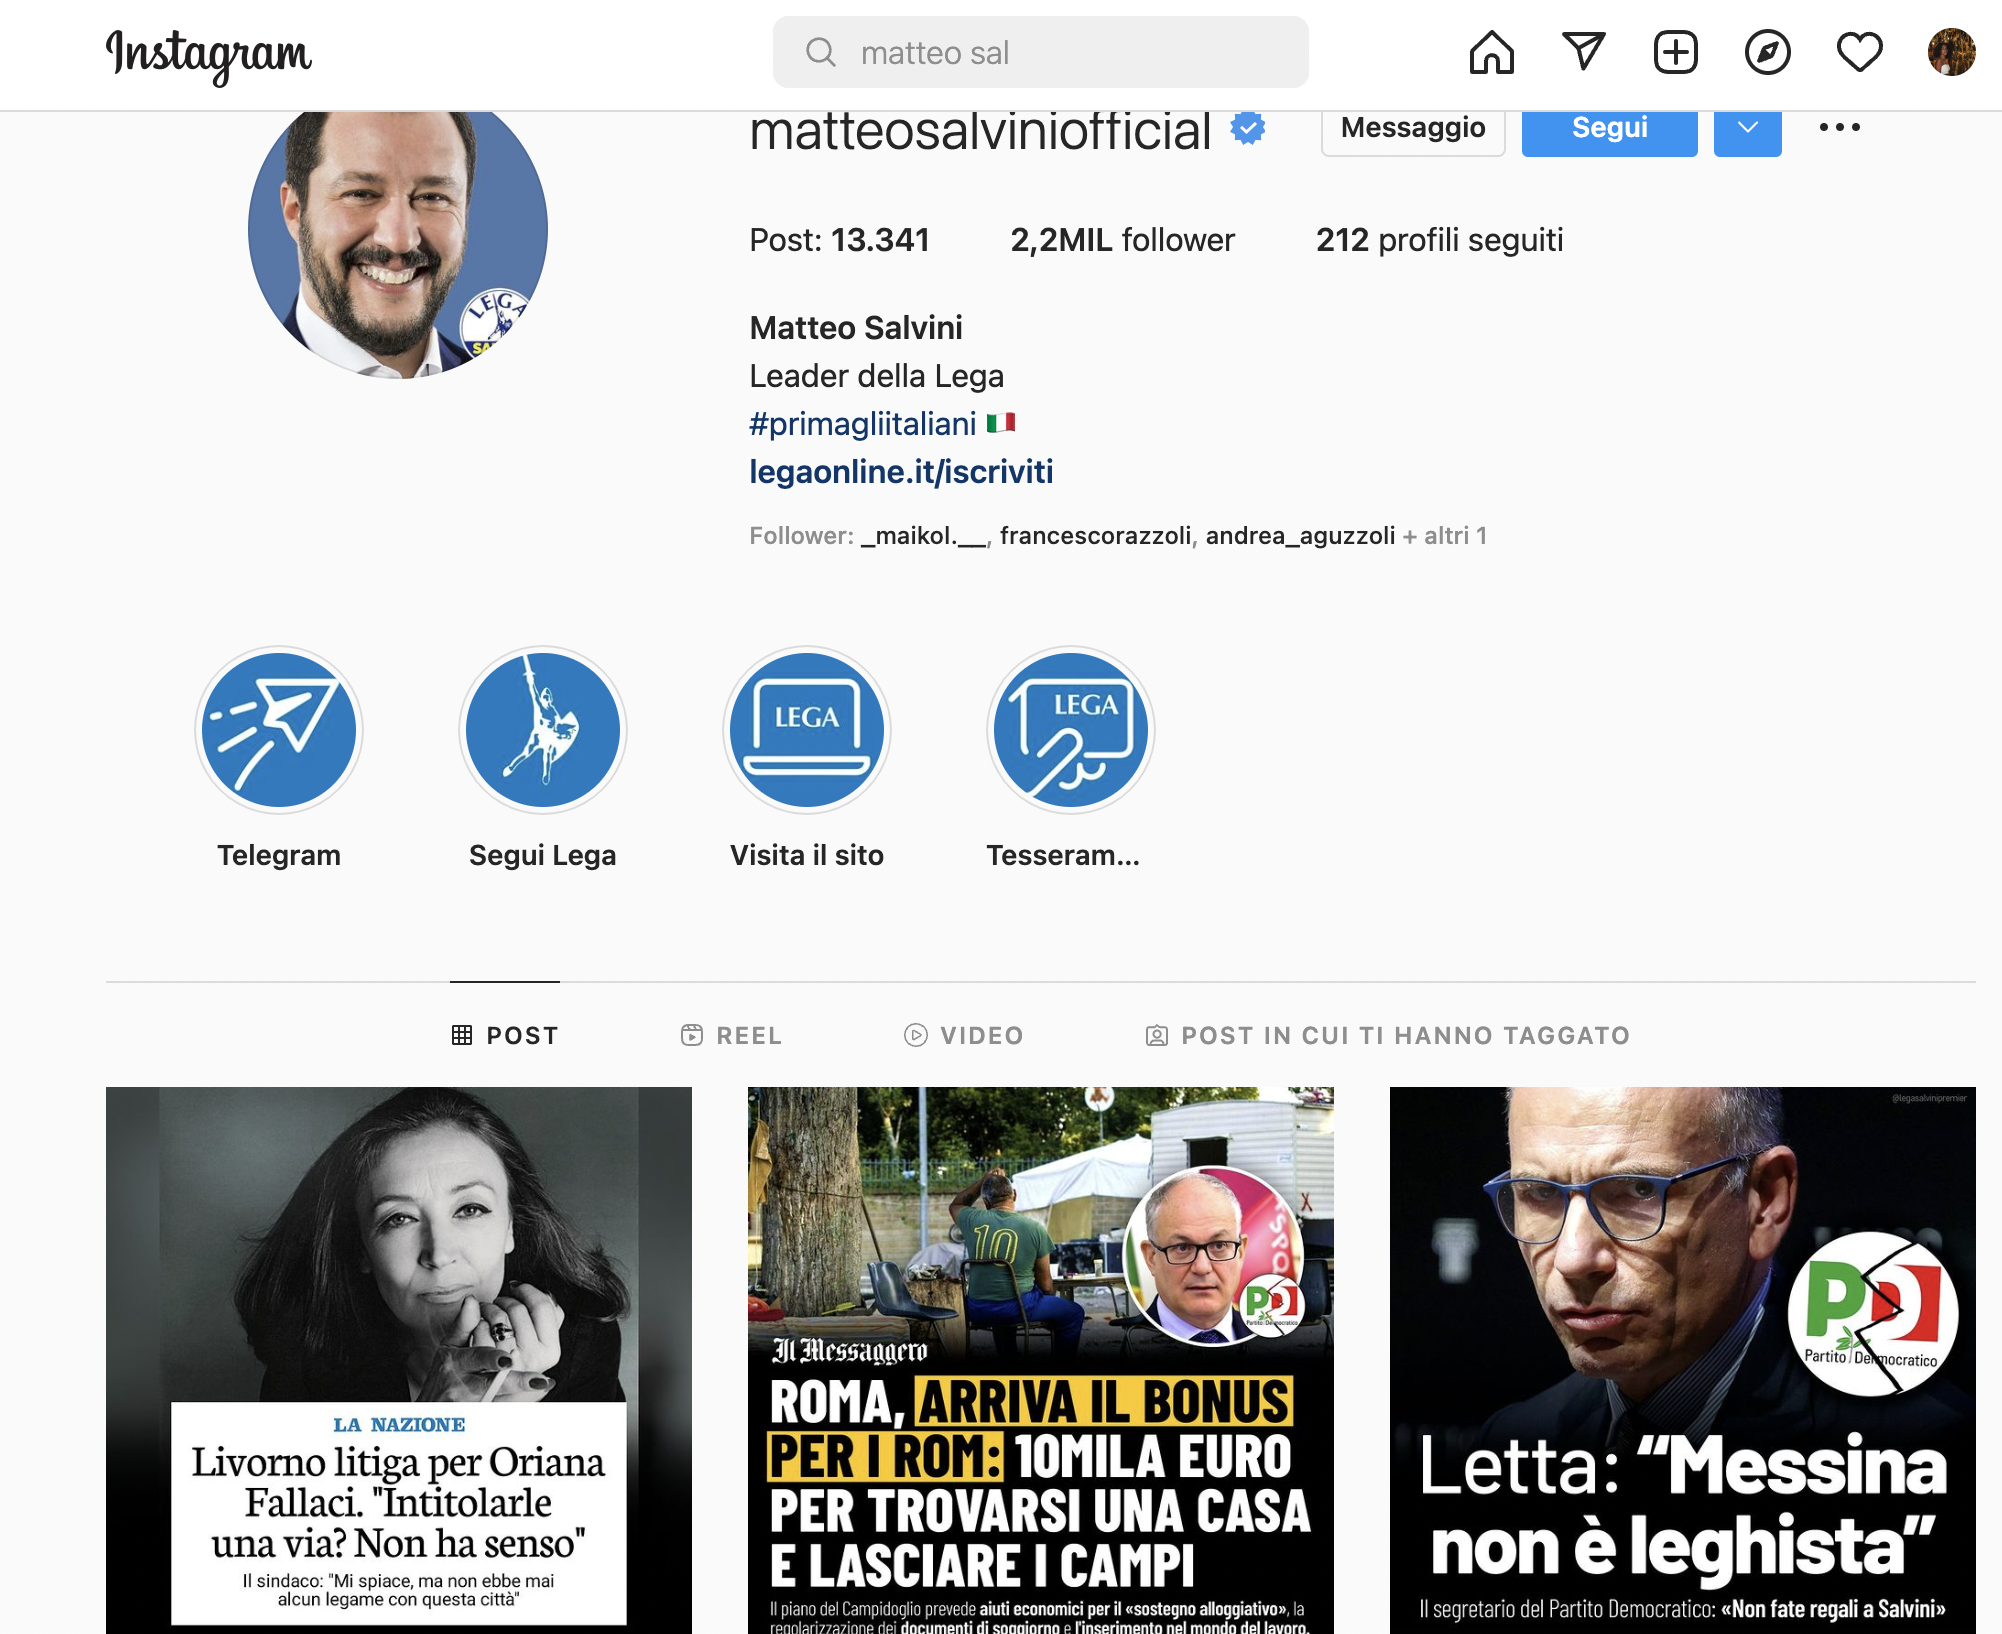 Instagram
matteo sal
matteosalviniofficial
Messaggio
Segui
Post: 13.341
2,2MIL follower
212 profili seguiti
Matteo Salvini
Leader della Lega
#primagliitaliani
legaonline.it/iscriviti
Follower: _maikol.__, francescorazzoli, andrea_aguzzoli + altri 1
LEGA
LEGA
LEGA
Telegram
Segui Lega
Visita il sito
Tesseram...
POST
REEL
VIDEO
POST IN CUI TI HANNO TAGGATO
LA NAZIONE
Livorno litiga per Oriana
Fallaci. "Intitolarle
una via? Non ha senso"
Il sindaco: "Mi spiace, ma non ebbe mai
alcun legame con questa città"
10
PD
Partito Democratico
Il Messaggero
ROMA, ARRIVA IL BONUS
PER I ROM: 10MILA EURO
PER TROVARSI UNA CASA
E LASCIARE I CAMPI
Il piano del Campidoglio prevede aiuti economici per il «sostegno alloggiativo», la
regolarizzazione dei documenti di soggiorno e l'inserimento nel mondo del lavoro.
@legasalvinipremier
PD
Partito Democratico
Letta: “Messina
non è leghista”
Il segretario del Partito Democratico: «Non fate regali a Salvini»